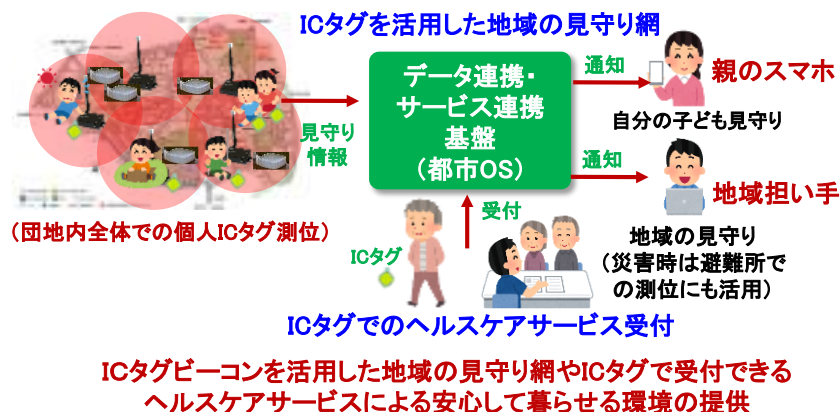 ICタグを活用した地域の見守り網
データ連携・
サービス連携
基盤
（都市OS）
見守り
情報
通知
親のスマホ
自分の子ども見守り
通知
地域担い手
地域の見守り
（災害時は避難所で
の測位にも活用）
（団地内全体での個人ICタグ測位）
受付
ICタグ
ICタグでのヘルスケアサービス受付
ICタグビーコンを活用した地域の見守り網やICタグで受付できる
ヘルスケアサービスによる安心して暮らせる環境の提供